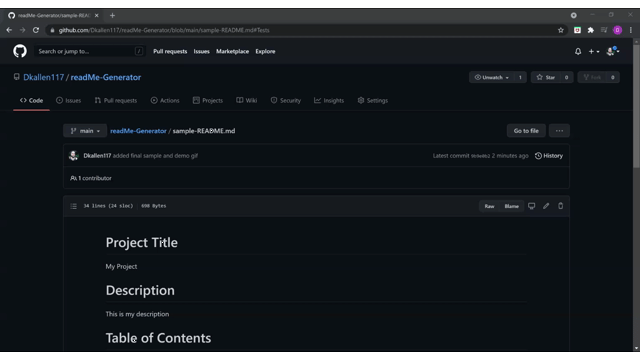 readMe-Generator/sample-READ
github.com/Dkallen117/readMe-Generator/blob/main/sample-README.md#Tests
Search or jump to...
/
Pull requests Issues Marketplace Explore
Dkallen117 / readMe-Generator
Unwatch 1 Star 0 Fork 0
Code Issues Pull requests Actions Projects Wiki Security Insights Settings
main readMe-Generator / sample-README.md Go to file
Dkallen117 added final sample and demo gif Latest commit 2 minutes ago History
1 contributor
34 lines (24 sloc) 698 Bytes Raw Blame
Project Title
My Project
Description
This is my description
Table of Contents